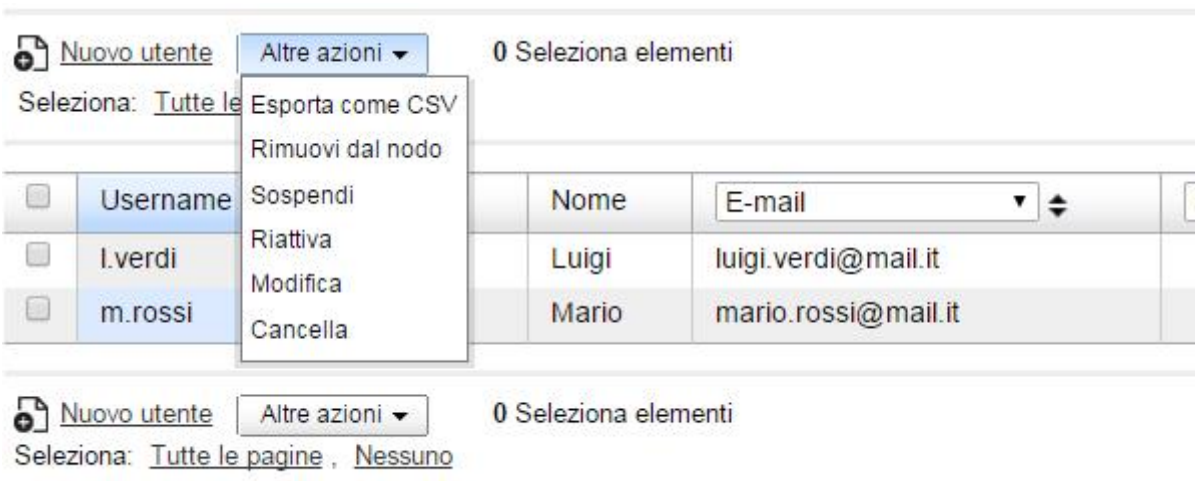 Nuovo utente Altre azioni 0 Seleziona elementi
Seleziona: Tutte le
Esporta come CSV
Rimuovi dal nodo
Sospendi
Riattiva
Modifica
Cancella
Username Nome E-mail
l.verdi Luigi luigi.verdi@mail.it
m.rossi Mario mario.rossi@mail.it
Nuovo utente Altre azioni 0 Seleziona elementi
Seleziona: Tutte le pagine , Nessuno